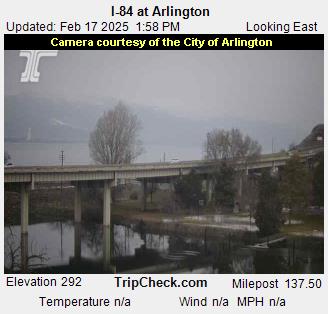 I-84 at Arlington
Updated: Feb 17 2025 1:58 PM Looking East
Camera courtesy of the City of Arlington
Elevation 292 TripCheck.com Milepost 137.50
Temperature n/a Wind n/a MPH n/a